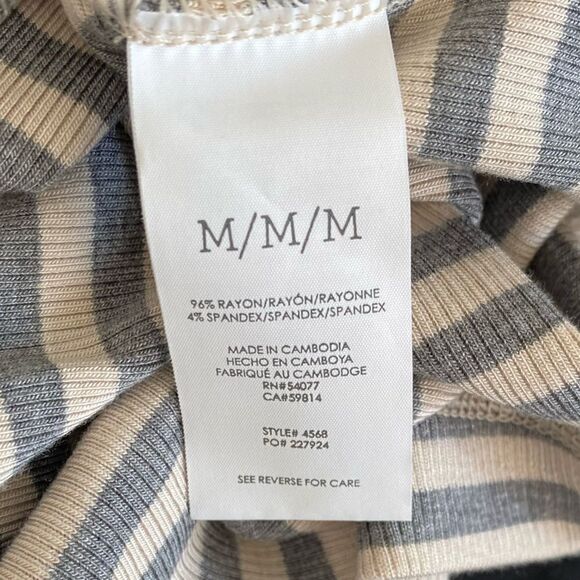 M/M/M
96% RAYON/RAYÓN/RAYONNE
4% SPANDEX/SPANDEX/SPANDEX
MADE IN CAMBODIA
HECHO EN CAMBOYA
FABRIQUÉ AU CAMBODGE
RN#54077
CA#59814
STYLE# 4568
PO# 227924
SEE REVERSE FOR CARE